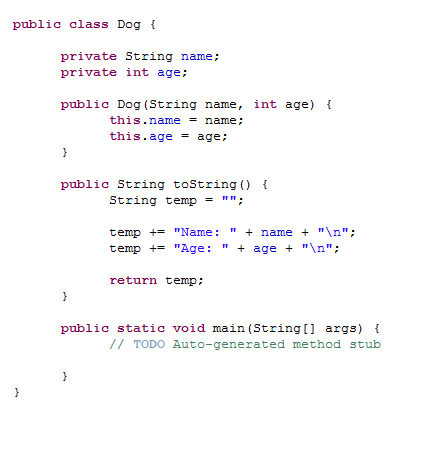 public class Dog {
private String name;
private int age;
public Dog(String name, int age) {
this.name = name;
this.age = age;
}
public String toString() {
String temp = "";
temp += "Name: " + name + "\n";
temp += "Age: " + age + "\n";
return temp;
}
public static void main(String[] args) {
// TODO Auto-generated method stub
}
}